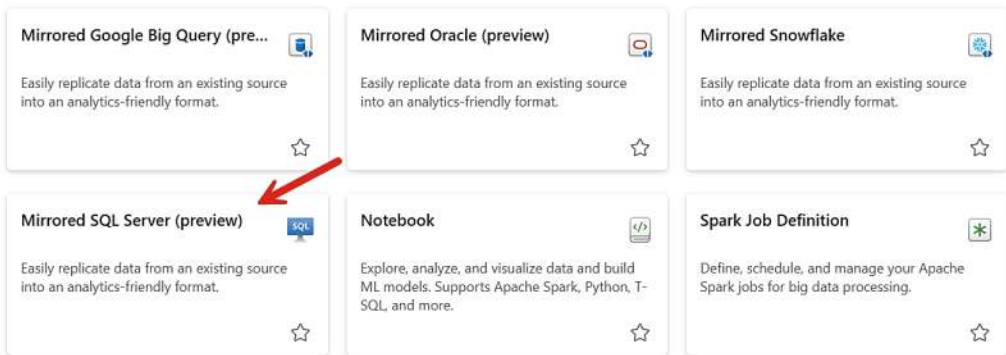 Mirrored Google Big Query (pre...
Easily replicate data from an existing source
into an analytics-friendly format.
Mirrored Oracle (preview)
Easily replicate data from an existing source
into an analytics-friendly format.
Mirrored Snowflake
Easily replicate data from an existing source
into an analytics-friendly format.
Mirrored SQL Server (preview)
SQL
Easily replicate data from an existing source
into an analytics-friendly format.
Notebook
</>
Explore, analyze, and visualize data and build
ML models. Supports Apache Spark, Python, T-
SQL, and more.
Spark Job Definition
Define, schedule, and manage your Apache
Spark jobs for big data processing.